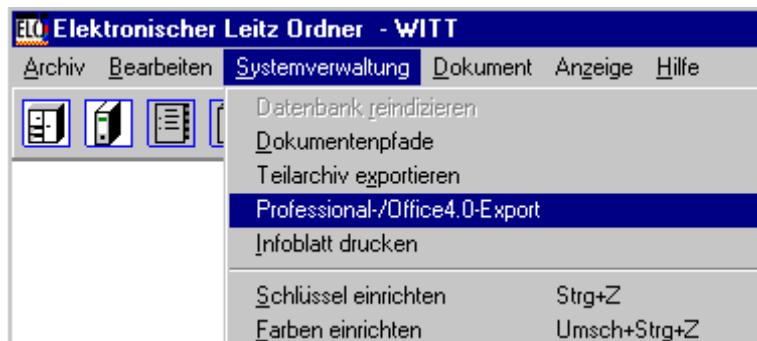 ELO Elektronischer Leitz Ordner - WITT
Archiv Bearbeiten Systemverwaltung Dokument Anzeige Hilfe
Datenbank reindizieren
Dokumentenpfade
Teilarchiv exportieren
Professional-/Office4.0-Export
Infoblatt drucken
Schlüssel einrichten Strg+Z
Farben einrichten Umsch+Strg+Z